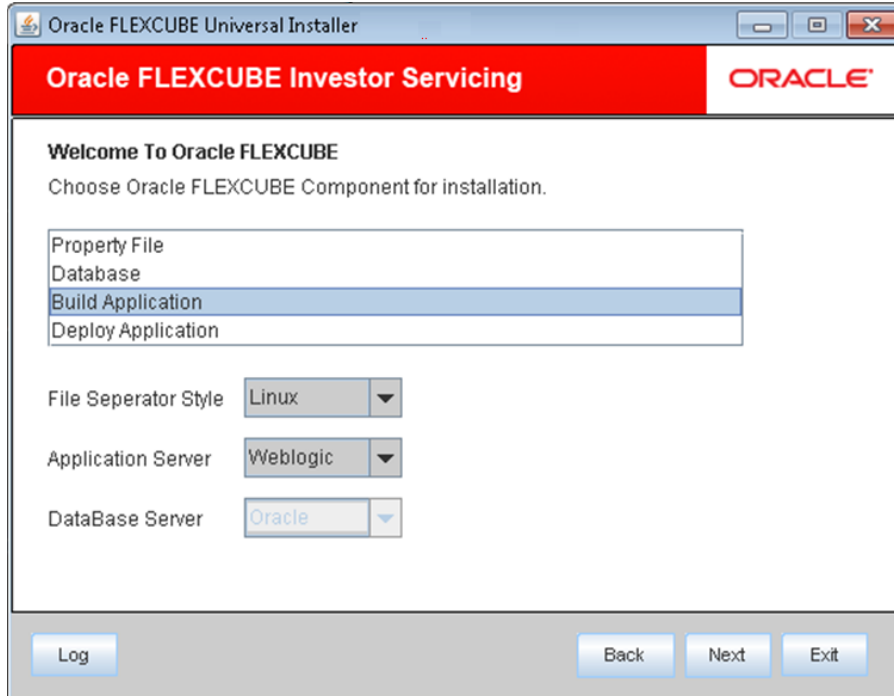 Oracle FLEXCUBE Universal Installer
Oracle FLEXCUBE Investor Servicing
ORACLE
Welcome To Oracle FLEXCUBE
Choose Oracle FLEXCUBE Component for installation.
Property File
Database
Build Application
Deploy Application
File Seperator Style Linux
Application Server Weblogic
DataBase Server Oracle
Log Back Next Exit